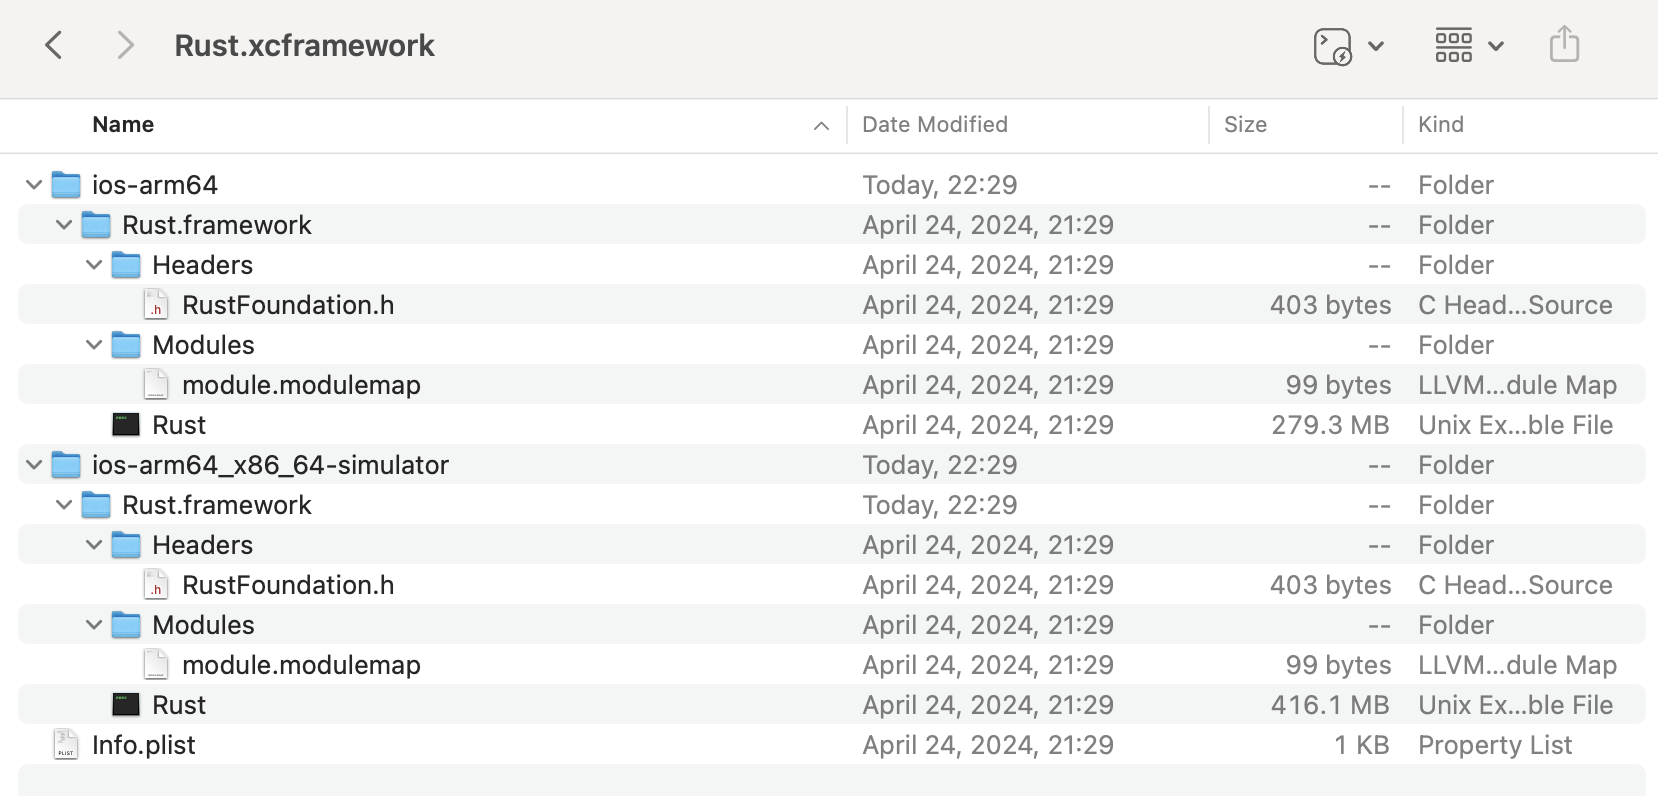 Rust.xcframework
Name Date Modified Size Kind
ios-arm64 Today, 22:29 -- Folder
Rust.framework April 24, 2024, 21:29 -- Folder
Headers April 24, 2024, 21:29 -- Folder
.h RustFoundation.h April 24, 2024, 21:29 403 bytes C Head...Source
Modules April 24, 2024, 21:29 -- Folder
module.modulemap April 24, 2024, 21:29 99 bytes LLVM...dule Map
Rust April 24, 2024, 21:29 279.3 MB Unix Ex...ble File
ios-arm64_x86_64-simulator Today, 22:29 -- Folder
Rust.framework Today, 22:29 -- Folder
Headers April 24, 2024, 21:29 -- Folder
.h RustFoundation.h April 24, 2024, 21:29 403 bytes C Head...Source
Modules April 24, 2024, 21:29 -- Folder
module.modulemap April 24, 2024, 21:29 99 bytes LLVM...dule Map
Rust April 24, 2024, 21:29 416.1 MB Unix Ex...ble File
PLIST Info.plist April 24, 2024, 21:29 1 KB Property List